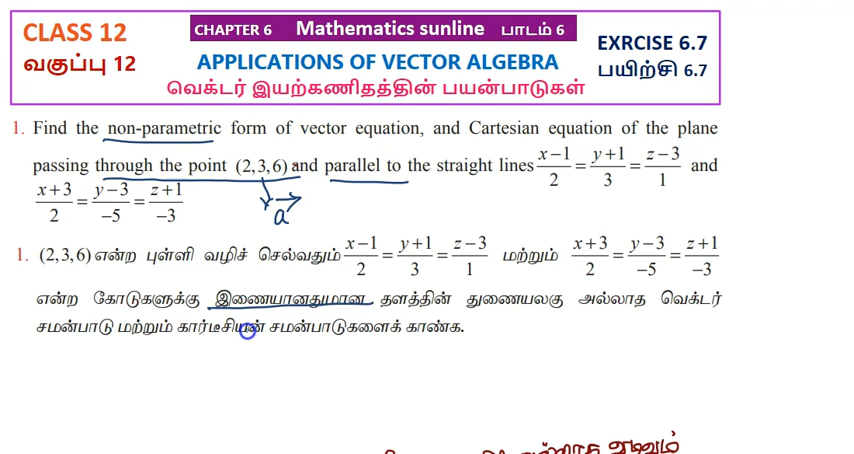 CLASS 12
வகுப்பு 12
CHAPTER 6 Mathematics sunline பாடம் 6
APPLICATIONS OF VECTOR ALGEBRA
வெக்டர் இயற்கணிதத்தின் பயன்பாடுகள்
EXRCISE 6.7
பயிற்சி 6.7
1. Find the non-parametric form of vector equation, and Cartesian equation of the plane
passing through the point (2,3,6) and parallel to the straight lines (x−1)/2 = (y+1)/3 = (z−3)/1 and
(x+3)/2 = (y−3)/−5 = (z+1)/−3
a⃗
1. (2,3,6) என்ற புள்ளி வழிச் செல்வதும் (x−1)/2 = (y+1)/3 = (z−3)/1 மற்றும் (x+3)/2 = (y−3)/−5 = (z+1)/−3
என்ற கோடுகளுக்கு இணையானதுமான தளத்தின் துணையலகு அல்லாத வெக்டர்
சமன்பாடு மற்றும் கார்டீசியன் சமன்பாடுகளைக் காண்க.